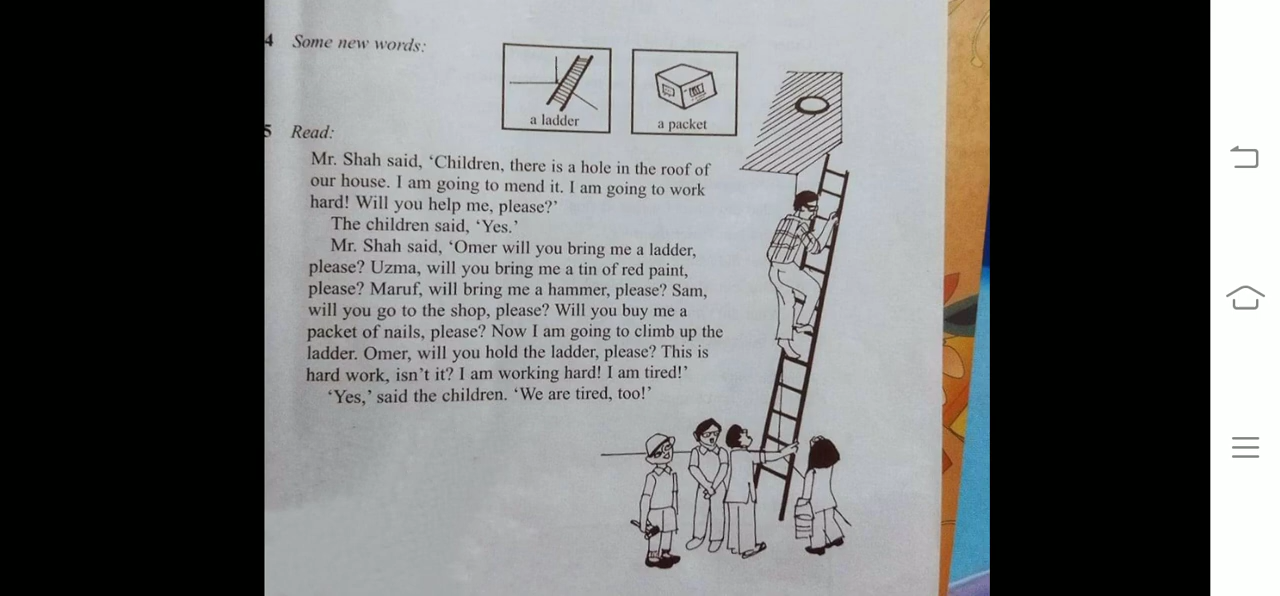 4 Some new words:
a ladder
a packet
5 Read:
Mr. Shah said, ‘Children, there is a hole in the roof of
our house. I am going to mend it. I am going to work
hard! Will you help me, please?’
The children said, ‘Yes.’
Mr. Shah said, ‘Omer will you bring me a ladder,
please? Uzma, will you bring me a tin of red paint,
please? Maruf, will bring me a hammer, please? Sam,
will you go to the shop, please? Will you buy me a
packet of nails, please? Now I am going to climb up the
ladder. Omer, will you hold the ladder, please? This is
hard work, isn’t it? I am working hard! I am tired!’
‘Yes,’ said the children. ‘We are tired, too!’